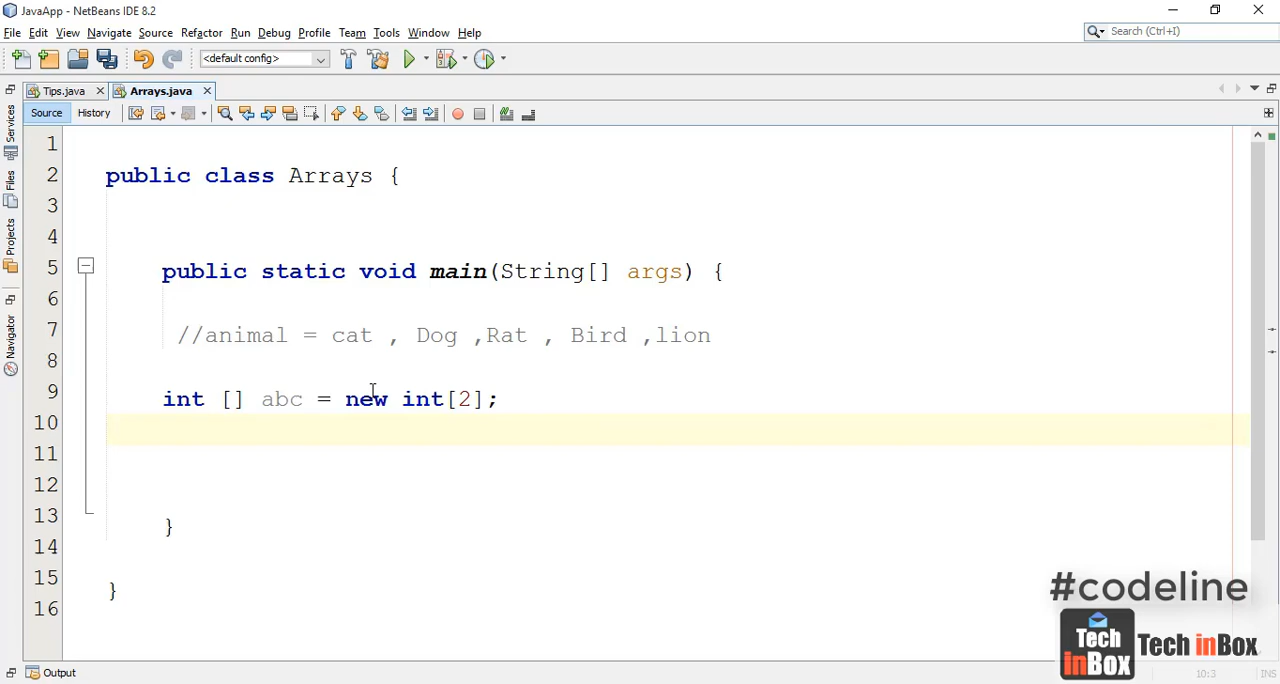 JavaApp - NetBeans IDE 8.2
File Edit View Navigate Source Refactor Run Debug Profile Team Tools Window Help
Search (Ctrl+I)
<default config>
Tips.java
Arrays.java
Source History
Services
Files
Projects
Navigator
1
2 public class Arrays {
3
4
5 public static void main(String[] args) {
6
7 //animal = cat , Dog ,Rat , Bird ,lion
8
9 int [] abc = new int[2];
10
11
12
13 }
14
15 }
16
#codeline
Tech inBox Tech inBox
Output
10:3 INS